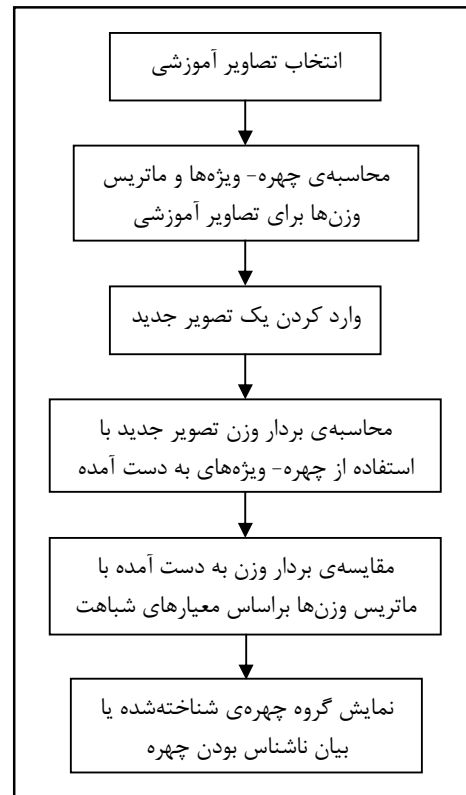 انتخاب تصاویر آموزشی
محاسبه‌ی چهره- ویژه‌ها و ماتریس
وزن‌ها برای تصاویر آموزشی
وارد کردن یک تصویر جدید
محاسبه‌ی بردار وزن تصویر جدید با
استفاده از چهره- ویژه‌های به دست آمده
مقایسه‌ی بردار وزن به دست آمده با
ماتریس وزن‌ها براساس معیارهای شباهت
نمایش گروه چهره‌ی شناخته‌شده یا
بیان ناشناس بودن چهره